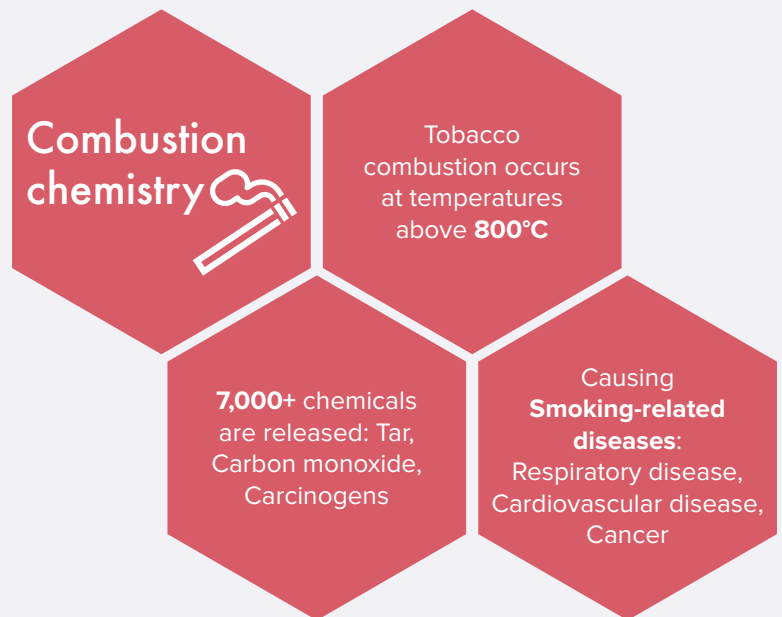 Combustion
chemistry
Tobacco
combustion occurs
at temperatures
above 800°C
7,000+ chemicals
are released: Tar,
Carbon monoxide,
Carcinogens
Causing
Smoking-related
diseases:
Respiratory disease,
Cardiovascular disease,
Cancer